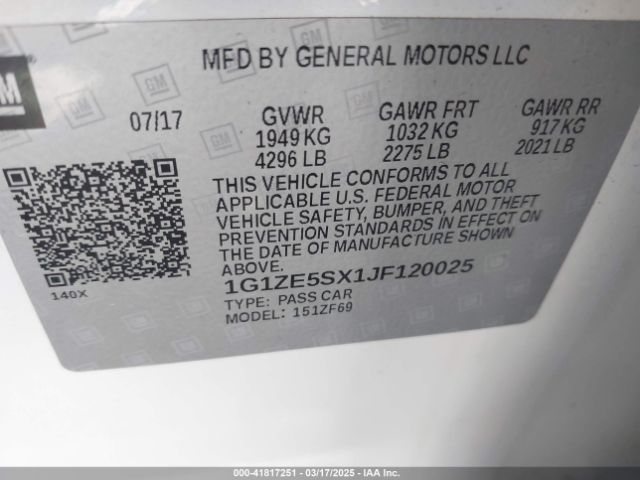 GM
MFD BY GENERAL MOTORS LLC
07/17 GVWR GAWR FRT GAWR RR
1949 KG 1032 KG 917 KG
4296 LB 2275 LB 2021 LB
THIS VEHICLE CONFORMS TO ALL
APPLICABLE U.S. FEDERAL MOTOR
VEHICLE SAFETY, BUMPER, AND THEFT
PREVENTION STANDARDS IN EFFECT ON
THE DATE OF MANUFACTURE SHOWN
ABOVE.
140X
1G1ZE5SX1JF120025
TYPE: PASS CAR
MODEL: 151ZF69
000-41817251 - 03/17/2025 - IAA Inc.